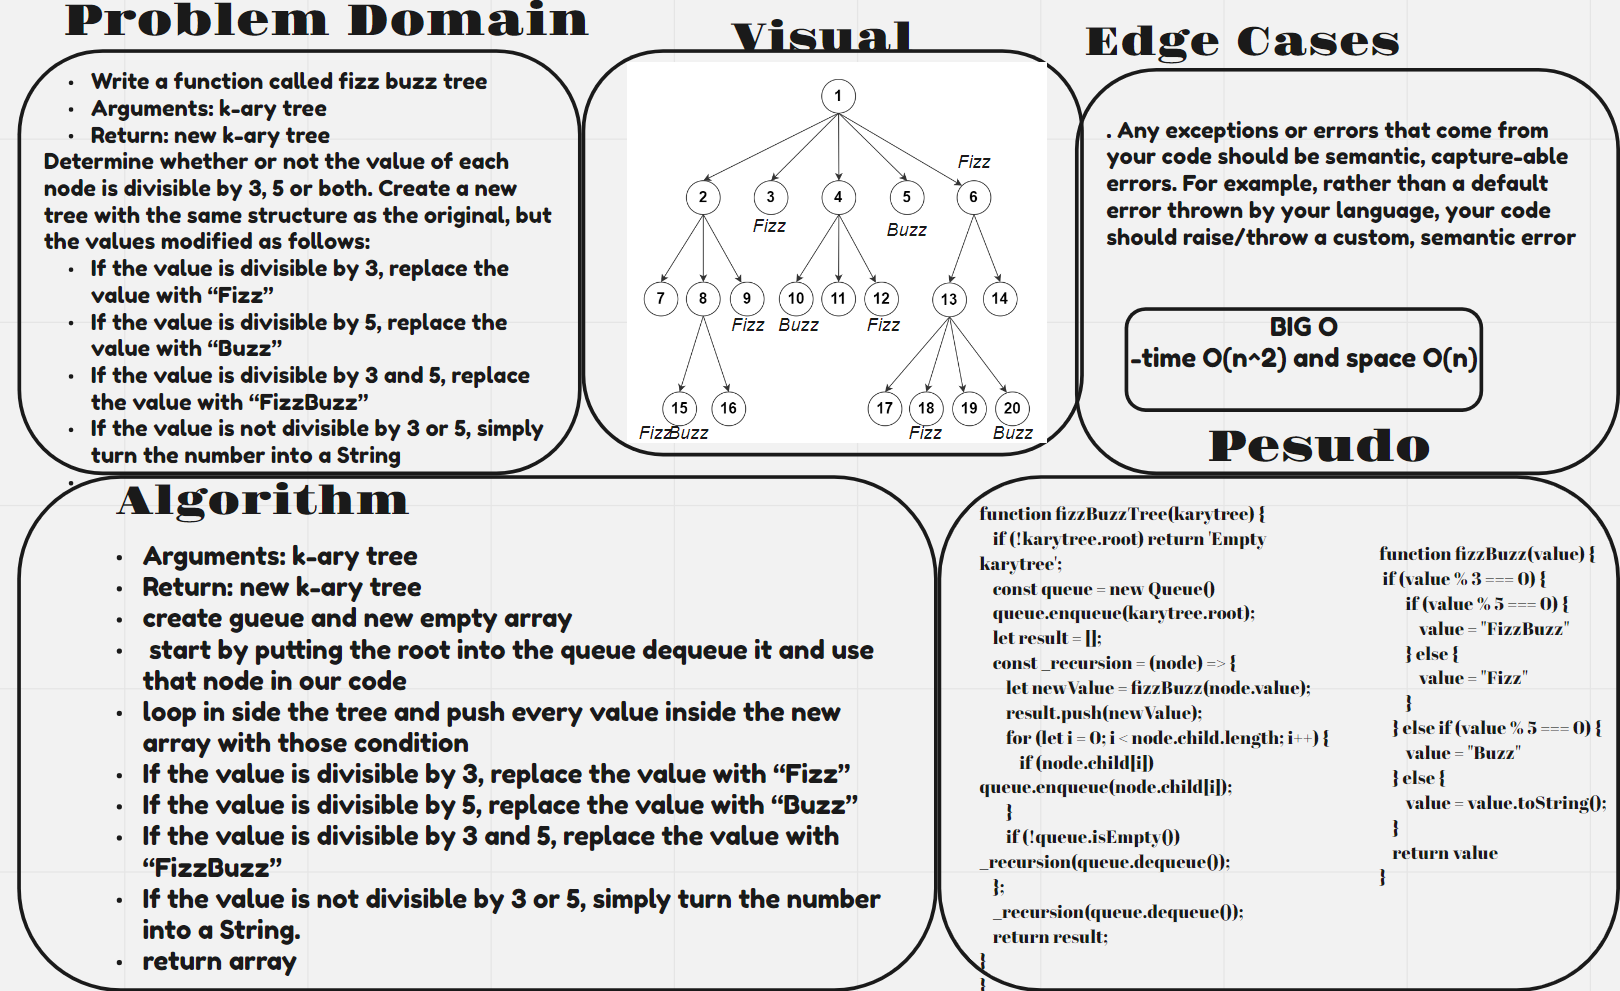 Problem Domain
• Write a function called fizz buzz tree
• Arguments: k-ary tree
• Return: new k-ary tree
Determine whether or not the value of each
node is divisible by 3, 5 or both. Create a new
tree with the same structure as the original, but
the values modified as follows:
• If the value is divisible by 3, replace the
value with “Fizz”
• If the value is divisible by 5, replace the
value with “Buzz”
• If the value is divisible by 3 and 5, replace
the value with “FizzBuzz”
• If the value is not divisible by 3 or 5, simply
turn the number into a String
•
Visual
1
Fizz
2 3 4 5 6
Fizz Buzz
7 8 9 10 11 12 13 14
Fizz Buzz Fizz
15 16 17 18 19 20
FizzBuzz Fizz Buzz
Edge Cases
. Any exceptions or errors that come from
your code should be semantic, capture-able
errors. For example, rather than a default
error thrown by your language, your code
should raise/throw a custom, semantic error
BIG O
-time O(n^2) and space O(n)
Algorithm
• Arguments: k-ary tree
• Return: new k-ary tree
• create gueue and new empty array
• start by putting the root into the queue dequeue it and use
that node in our code
• loop in side the tree and push every value inside the new
array with those condition
• If the value is divisible by 3, replace the value with “Fizz”
• If the value is divisible by 5, replace the value with “Buzz”
• If the value is divisible by 3 and 5, replace the value with
“FizzBuzz”
• If the value is not divisible by 3 or 5, simply turn the number
into a String.
• return array
Pesudo
function fizzBuzzTree(karytree) {
if (!karytree.root) return 'Empty
karytree';
const queue = new Queue()
queue.enqueue(karytree.root);
let result = [];
const _recursion = (node) => {
let newValue = fizzBuzz(node.value);
result.push(newValue);
for (let i = 0; i < node.child.length; i++) {
if (node.child[i])
queue.enqueue(node.child[i]);
}
if (!queue.isEmpty())
_recursion(queue.dequeue());
};
_recursion(queue.dequeue());
return result;
}
}
function fizzBuzz(value) {
if (value % 3 === 0) {
if (value % 5 === 0) {
value = "FizzBuzz"
} else {
value = "Fizz"
}
} else if (value % 5 === 0) {
value = "Buzz"
} else {
value = value.toString();
}
return value
}